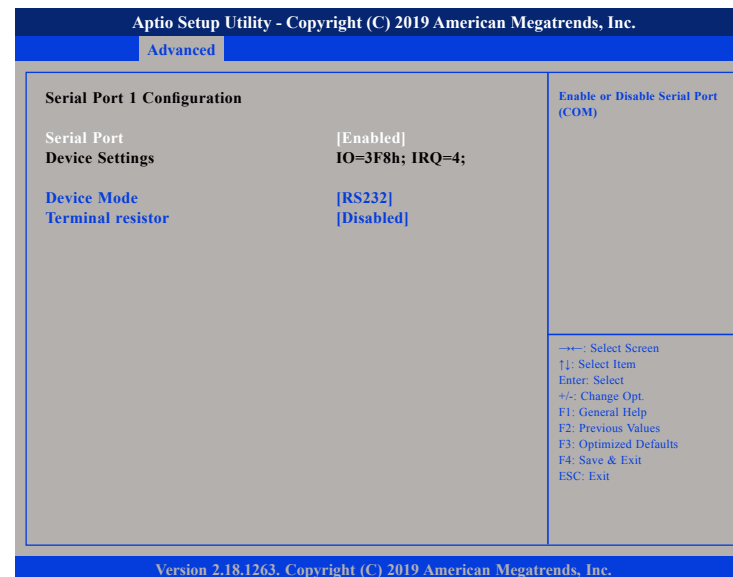 Aptio Setup Utility - Copyright (C) 2019 American Megatrends, Inc.
Advanced
Serial Port 1 Configuration
Serial Port [Enabled]
Device Settings IO=3F8h; IRQ=4;
Device Mode [RS232]
Terminal resistor [Disabled]
Enable or Disable Serial Port
(COM)
→←: Select Screen
↑↓: Select Item
Enter: Select
+/-: Change Opt.
F1: General Help
F2: Previous Values
F3: Optimized Defaults
F4: Save & Exit
ESC: Exit
Version 2.18.1263. Copyright (C) 2019 American Megatrends, Inc.